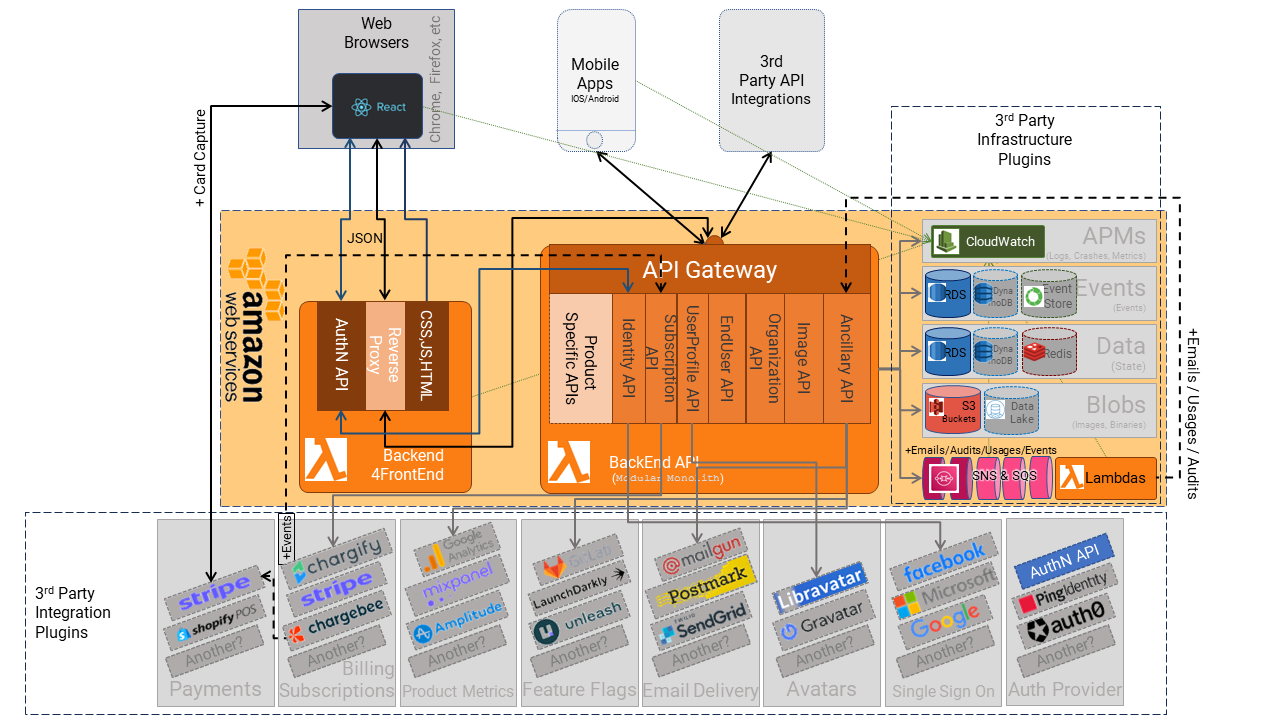 Web
Browsers
React
Chrome, Firefox, etc
Mobile
Apps
IOS/Android
3rd
Party API
Integrations
3rd Party
Infrastructure
Plugins
+ Card Capture
JSON
amazon
web services
AuthN API
Reverse
Proxy
CSS,JS,HTML
Backend
4FrontEnd
API Gateway
Product
Specific APIs
Identity API
Subscription
API
UserProfile API
EndUser API
Organization
API
Image API
Ancillary API
BackEnd API
(Modular Monolith)
CloudWatch
APMs
(Logs, Crashes, Metrics)
RDS
Dyna
moDB
Event
Store
Events
(Events)
RDS
Dyna
moDB
Redis
Data
(State)
S3
Buckets
Data
Lake
Blobs
(Images, Binaries)
+Emails/Audits/Usages/Events
SNS & SQS
Lambdas
+Emails / Usages / Audits
+Events
3rd Party
Integration
Plugins
stripe
shopify POS
Another?
Payments
chargify
stripe
chargebee
Another?
Billing
Subscriptions
Google
Analytics
mixpanel
Amplitude
Another?
Product Metrics
GitLab
LaunchDarkly
unleash
Another?
Feature Flags
mailgun
Postmark
twilio
SendGrid
Another?
Email Delivery
Libravatar
Gravatar
Another?
Avatars
facebook
Microsoft
Google
Another?
Single Sign On
AuthN API
PingIdentity
auth0
Another?
Auth Provider